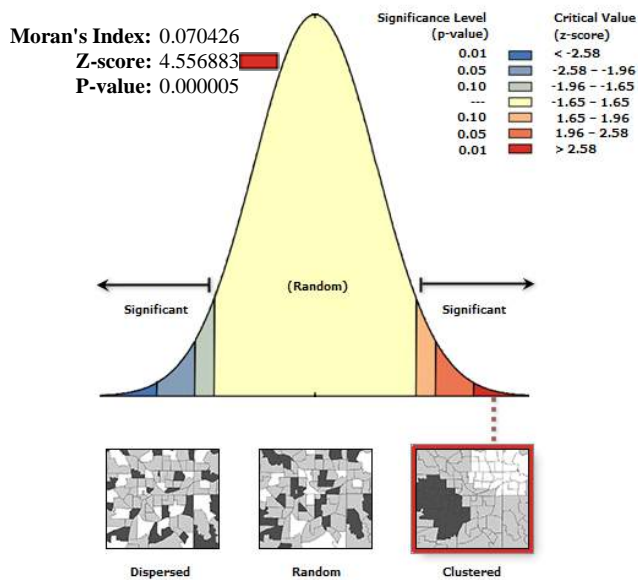 Moran's Index: 0.070426
Z-score: 4.556883
P-value: 0.000005
Significance Level Critical Value
(p-value) (z-score)
0.01 < -2.58
0.05 -2.58 – -1.96
0.10 -1.96 – -1.65
--- -1.65 – 1.65
0.10 1.65 – 1.96
0.05 1.96 – 2.58
0.01 > 2.58
(Random)
Significant Significant
Dispersed Random Clustered